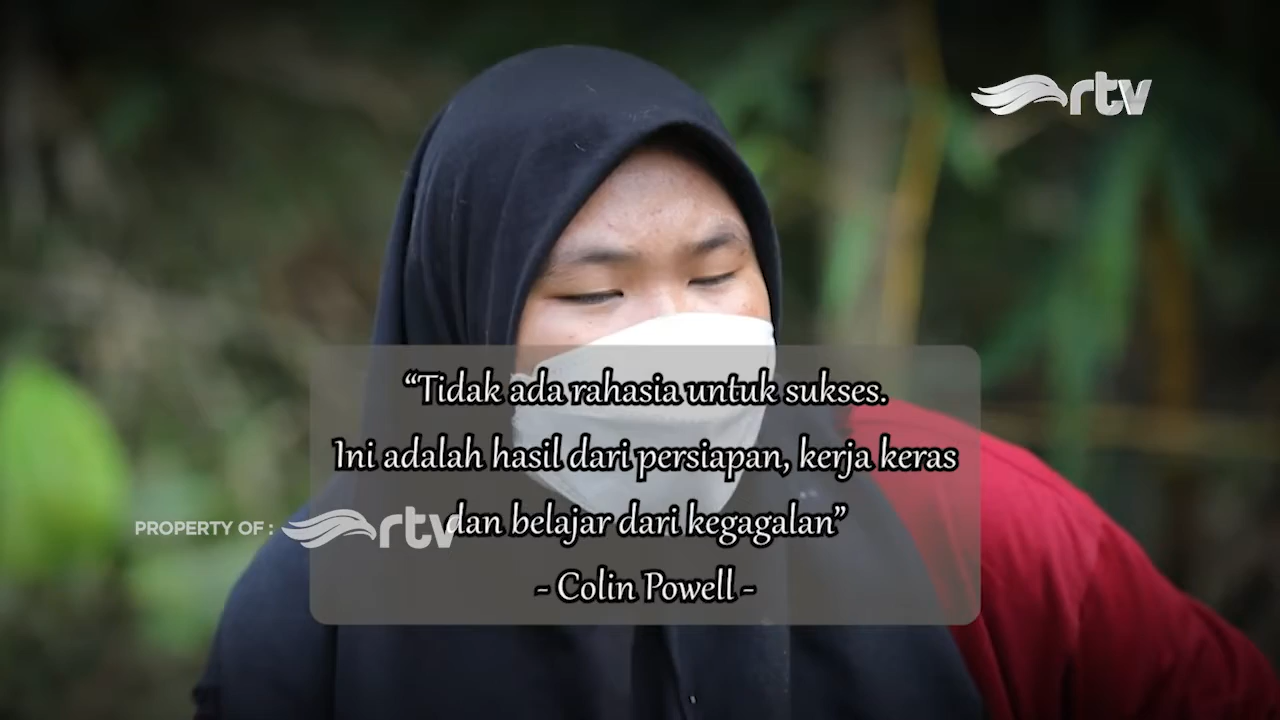 rtv
“Tidak ada rahasia untuk sukses.
Ini adalah hasil dari persiapan, kerja keras
dan belajar dari kegagalan”
- Colin Powell -
PROPERTY OF : rtv